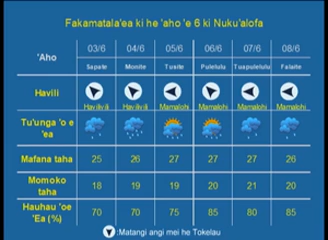 Fakamatala'ea ki he 'aho 'e 6 ki Nuku'alofa
'Aho 03/6 04/6 05/6 06/6 07/6 08/6
Sapate Monite Tusite Pulelulu Tuapulelulu Falaite
Havili Havilivili Havilivili Mamalohi Mamalohi Mamalohi Mamalohi
Tu'unga 'o e 'ea
Mafana taha 25 26 27 27 27 26
Momoko taha 18 19 19 20 21 20
Hauhau 'oe 'Ea (%) 70 70 75 85 80 85
:Matangi angi mei he Tokelau